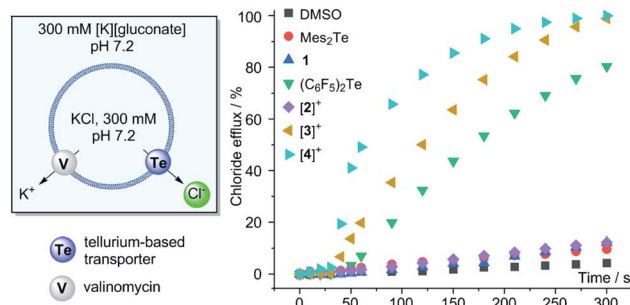 300 mM [K][gluconate]
pH 7.2
KCl, 300 mM
pH 7.2
V
Te
K⁺
Cl⁻
Te tellurium-based
transporter
V valinomycin
Chloride efflux / %
100
80
60
40
20
0
DMSO
Mes₂Te
1
(C₆F₅)₂Te
[2]⁺
[3]⁺
[4]⁺
Time / s
0 50 100 150 200 250 300